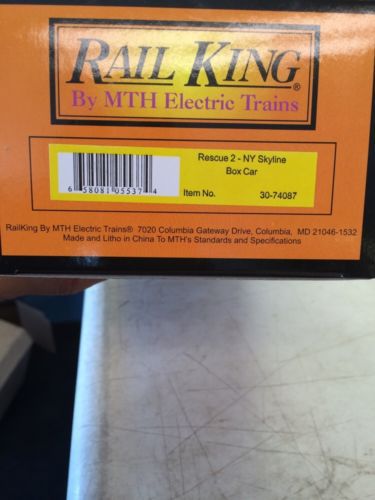 RAIL KING®
By MTH Electric Trains
Rescue 2 - NY Skyline
Box Car
6 58081 05537 4
Item No. 30-74087
RailKing By MTH Electric Trains® 7020 Columbia Gateway Drive, Columbia, MD 21046-1532
Made and Litho in China To MTH's Standards and Specifications